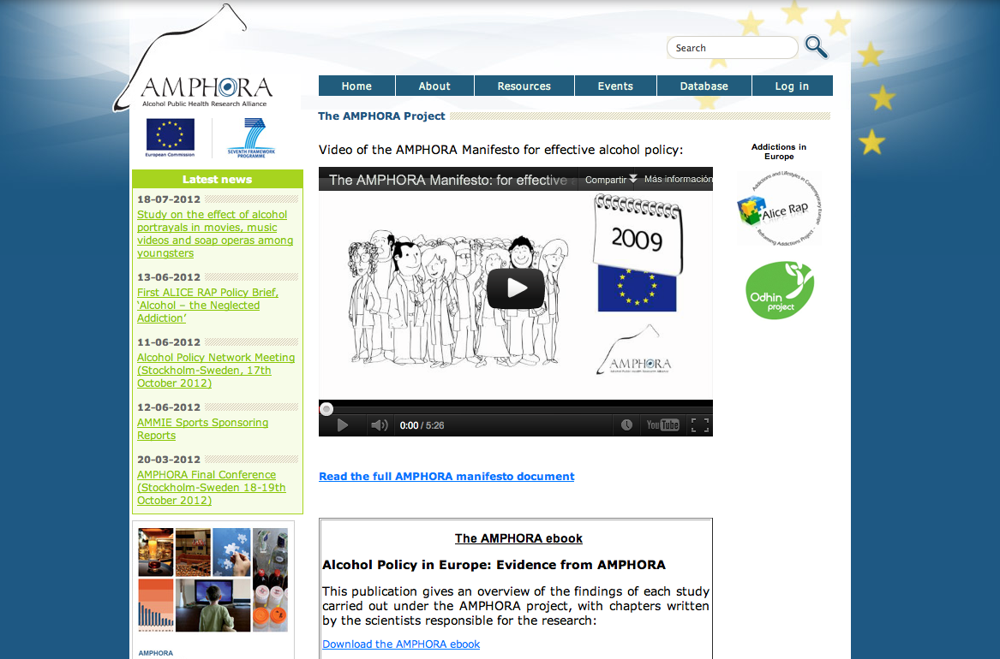 AMPHORA
Alcohol Public Health Research Alliance
European Commission
7
SEVENTH FRAMEWORK
PROGRAMME
Search
Home
About
Resources
Events
Database
Log in
Latest news
18-07-2012
Study on the effect of alcohol
portrayals in movies, music
videos and soap operas among
youngsters
13-06-2012
First ALICE RAP Policy Brief,
‘Alcohol – the Neglected
Addiction’
11-06-2012
Alcohol Policy Network Meeting
(Stockholm-Sweden, 17th
October 2012)
12-06-2012
AMMIE Sports Sponsoring
Reports
20-03-2012
AMPHORA Final Conference
(Stockholm-Sweden 18-19th
October 2012)
AMPHORA
The AMPHORA Project
Video of the AMPHORA Manifesto for effective alcohol policy:
The AMPHORA Manifesto: for effective a
Compartir
Más información
2009
AMPHORA
Alcohol Public Health Research Alliance
0:00 / 5:26
YouTube
Read the full AMPHORA manifesto document
The AMPHORA ebook
Alcohol Policy in Europe: Evidence from AMPHORA
This publication gives an overview of the findings of each study
carried out under the AMPHORA project, with chapters written
by the scientists responsible for the research:
Download the AMPHORA ebook
Addictions in
Europe
Addictions and Lifestyles in Contemporary Europe
Alice Rap
Reframing Addictions Project
Odhin
project